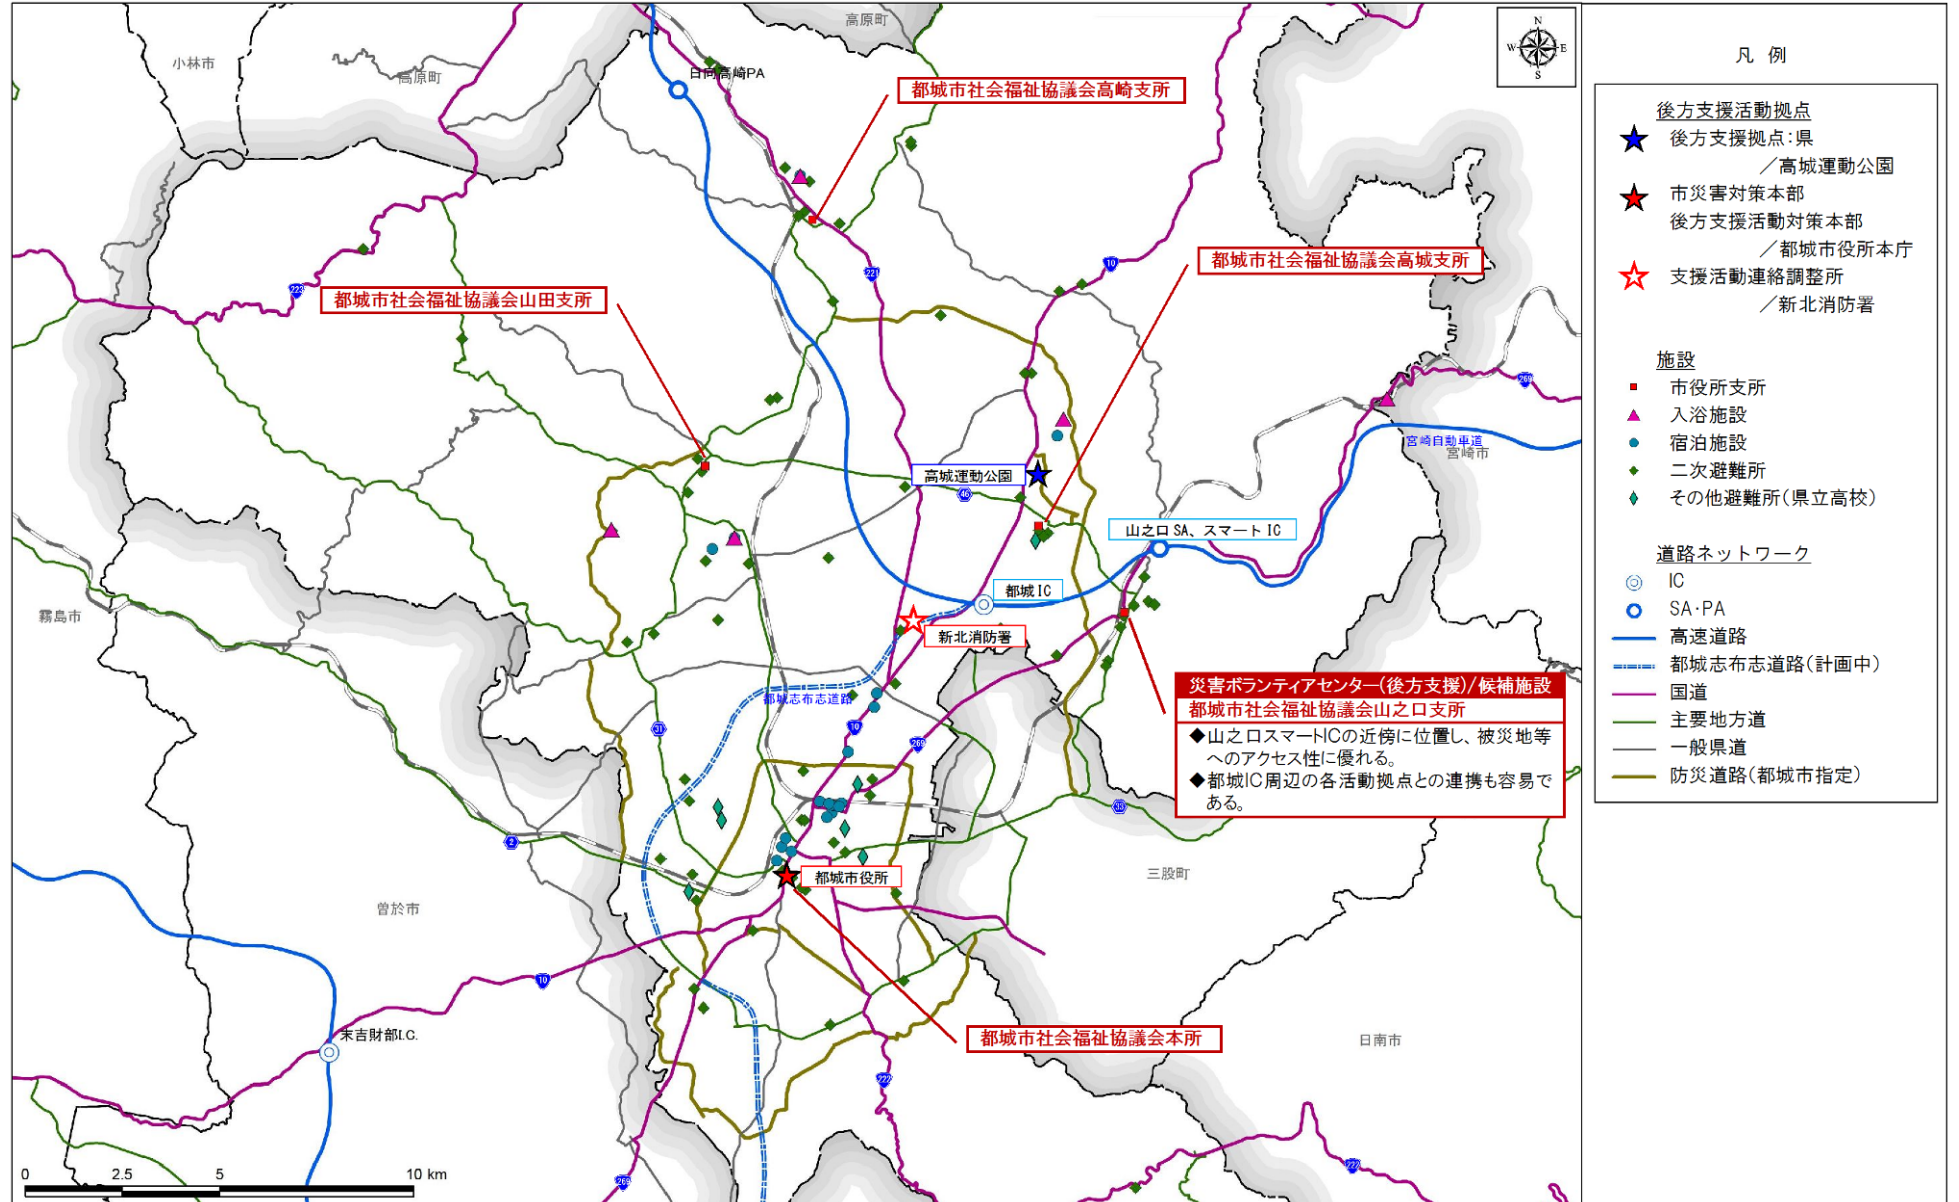 高原町
小林市
高原町
日向高崎PA
都城市社会福祉協議会高崎支所
N
W
E
S
221
都城市社会福祉協議会高城支所
10
223
都城市社会福祉協議会山田支所
269
宮崎自動車道
宮崎市
高城運動公園
46
山之口 SA、スマート IC
都城 IC
霧島市
新北消防署
都城志布志道路
31
10
269
災害ボランティアセンター(後方支援)/候補施設
都城市社会福祉協議会山之口支所
◆山之口スマートICの近傍に位置し、被災地等
へのアクセス性に優れる。
◆都城IC周辺の各活動拠点との連携も容易で
ある。
33
2
都城市役所
三股町
曽於市
10
末吉財部I.C.
都城市社会福祉協議会本所
日南市
222
222
269
0 2.5 5 10 km
凡 例
後方支援活動拠点
後方支援拠点:県
／高城運動公園
市災害対策本部
後方支援活動対策本部
／都城市役所本庁
支援活動連絡調整所
／新北消防署
施設
市役所支所
入浴施設
宿泊施設
二次避難所
その他避難所(県立高校)
道路ネットワーク
IC
SA・PA
高速道路
都城志布志道路(計画中)
国道
主要地方道
一般県道
防災道路(都城市指定)